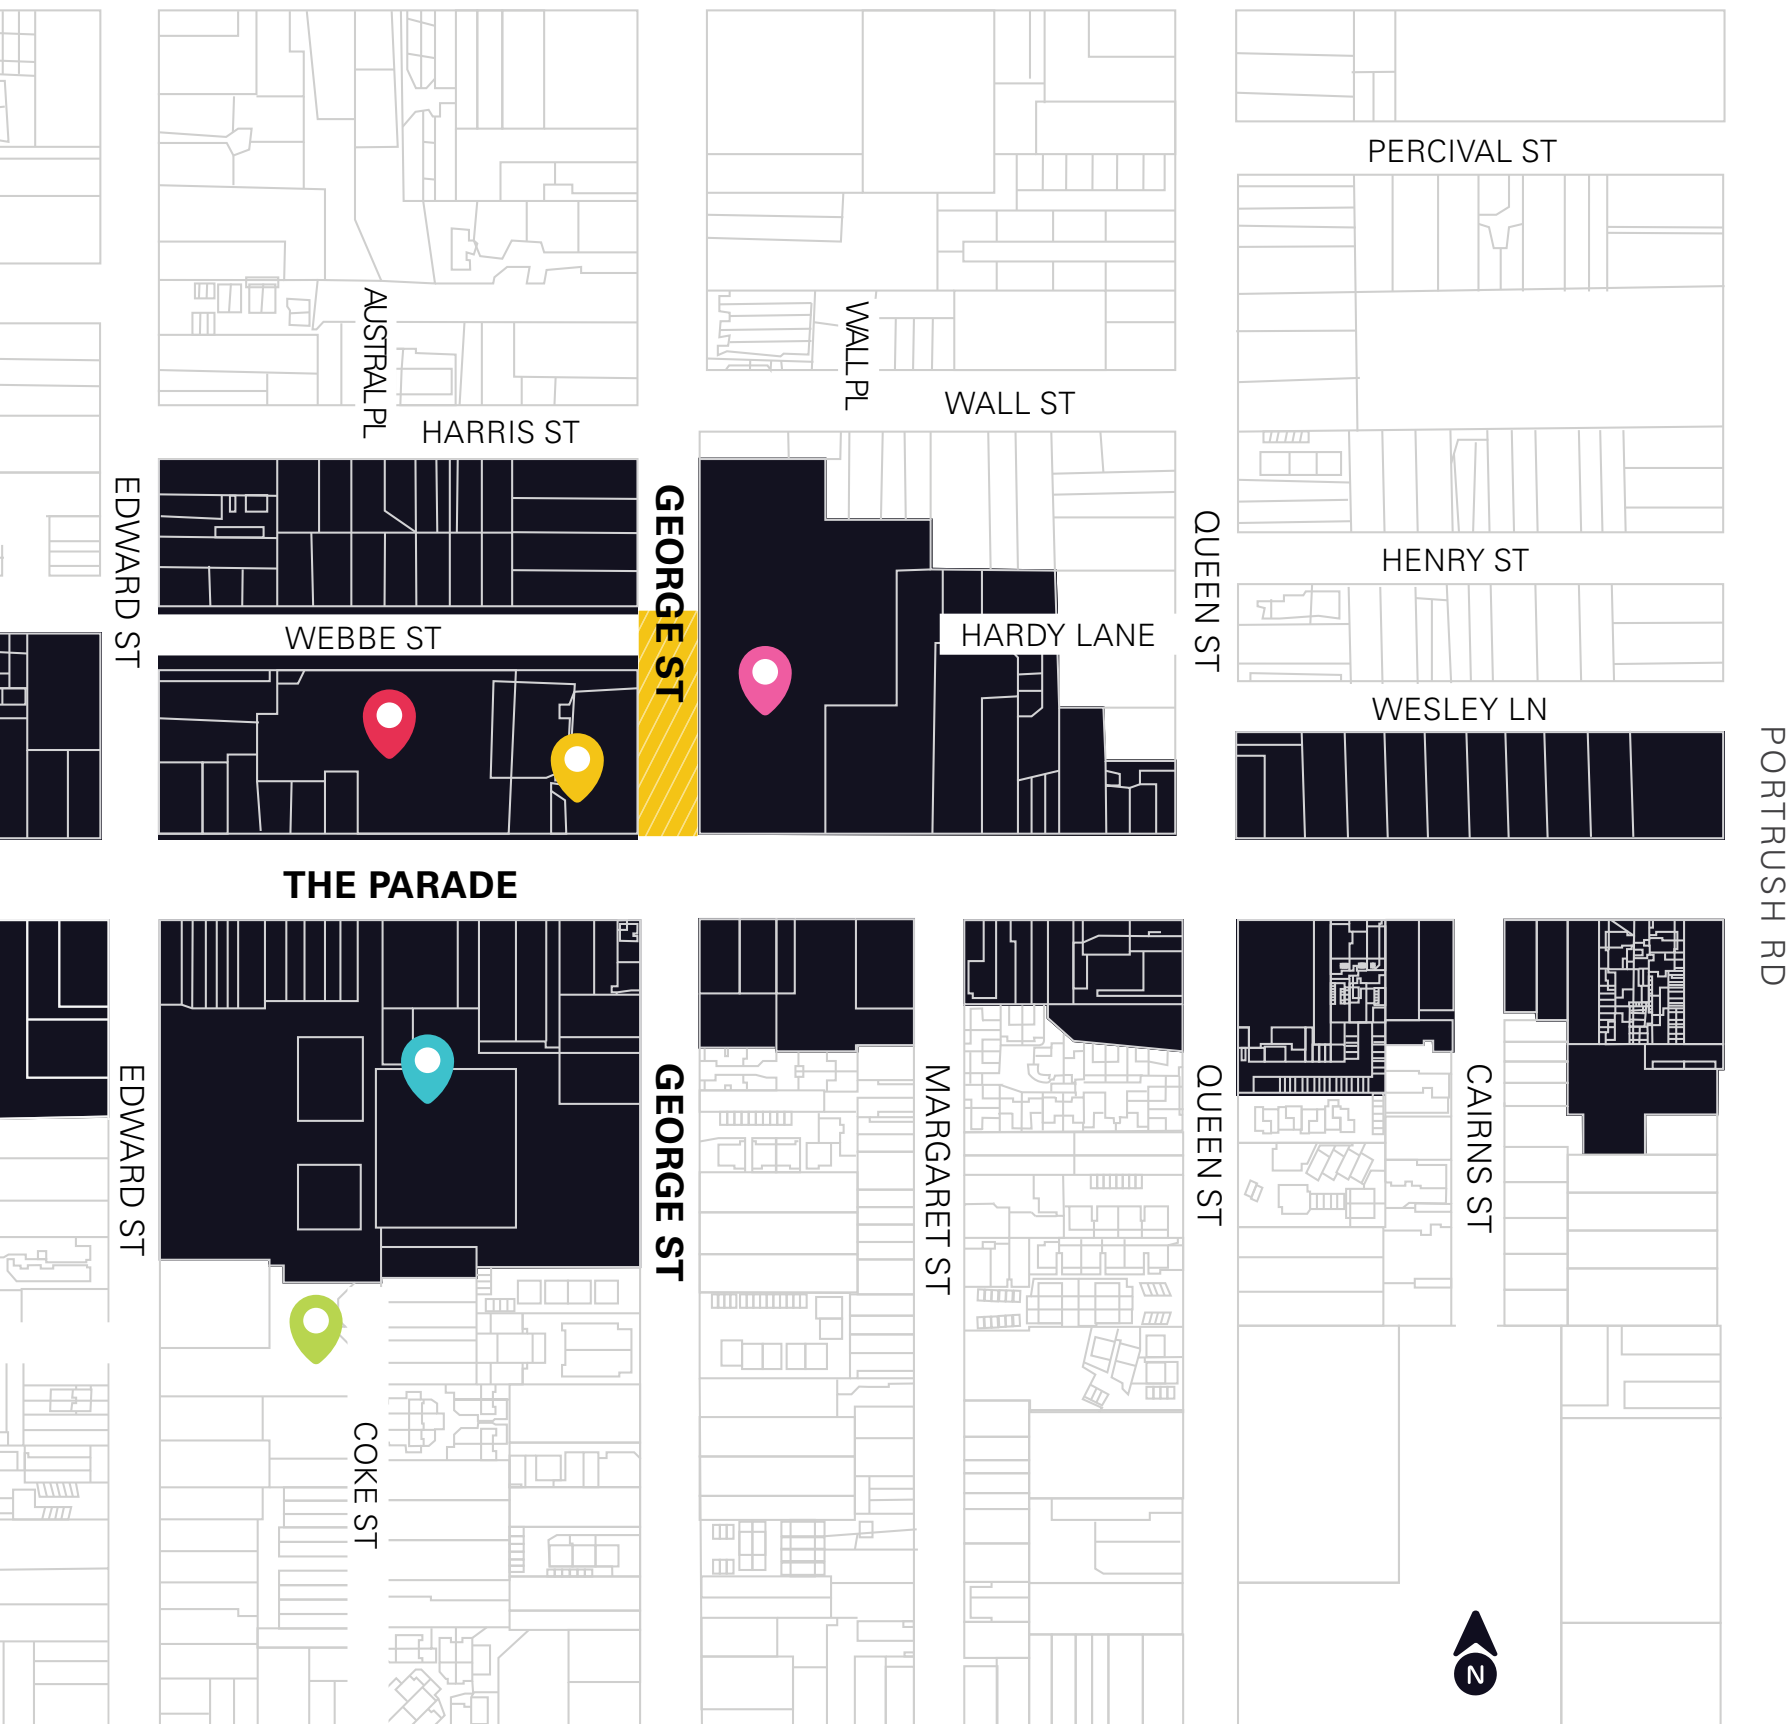 PERCIVAL ST
AUSTRAL PL
WALL PL
WALL ST
HARRIS ST
EDWARD ST
GEORGE ST
QUEEN ST
HENRY ST
WEBBE ST
HARDY LANE
WESLEY LN
PORTRUSH RD
THE PARADE
EDWARD ST
GEORGE ST
MARGARET ST
QUEEN ST
CAIRNS ST
COKE ST
N